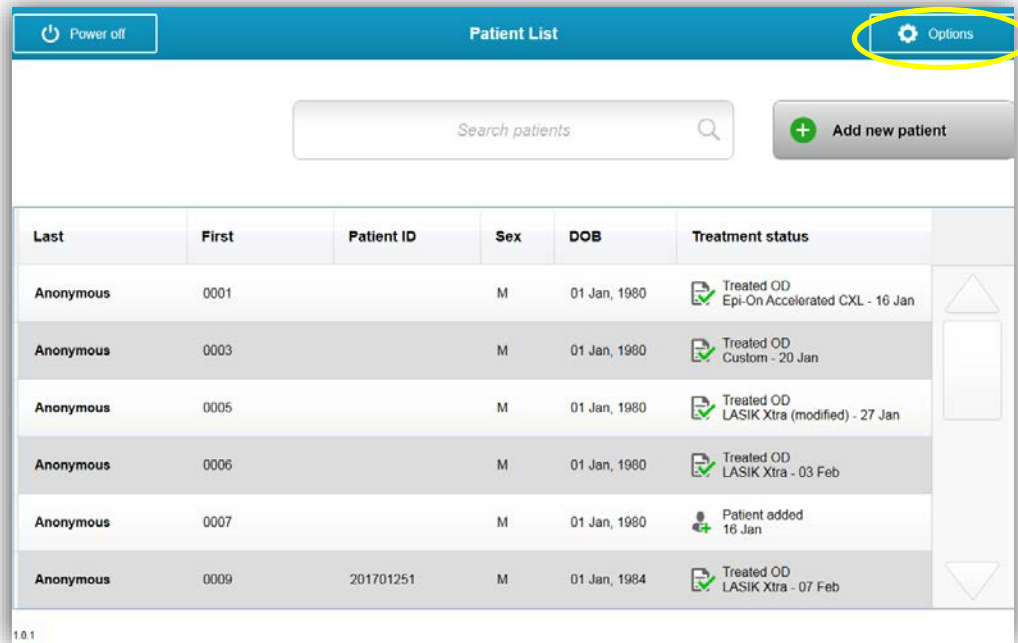 Power off Patient List Options
Search patients Add new patient
Last First Patient ID Sex DOB Treatment status
Anonymous 0001 M 01 Jan, 1980 Treated OD
Epi-On Accelerated CXL - 16 Jan
Anonymous 0003 M 01 Jan, 1980 Treated OD
Custom - 20 Jan
Anonymous 0005 M 01 Jan, 1980 Treated OD
LASIK Xtra (modified) - 27 Jan
Anonymous 0006 M 01 Jan, 1980 Treated OD
LASIK Xtra - 03 Feb
Anonymous 0007 M 01 Jan, 1980 Patient added
16 Jan
Anonymous 0009 201701251 M 01 Jan, 1984 Treated OD
LASIK Xtra - 07 Feb
1.0.1